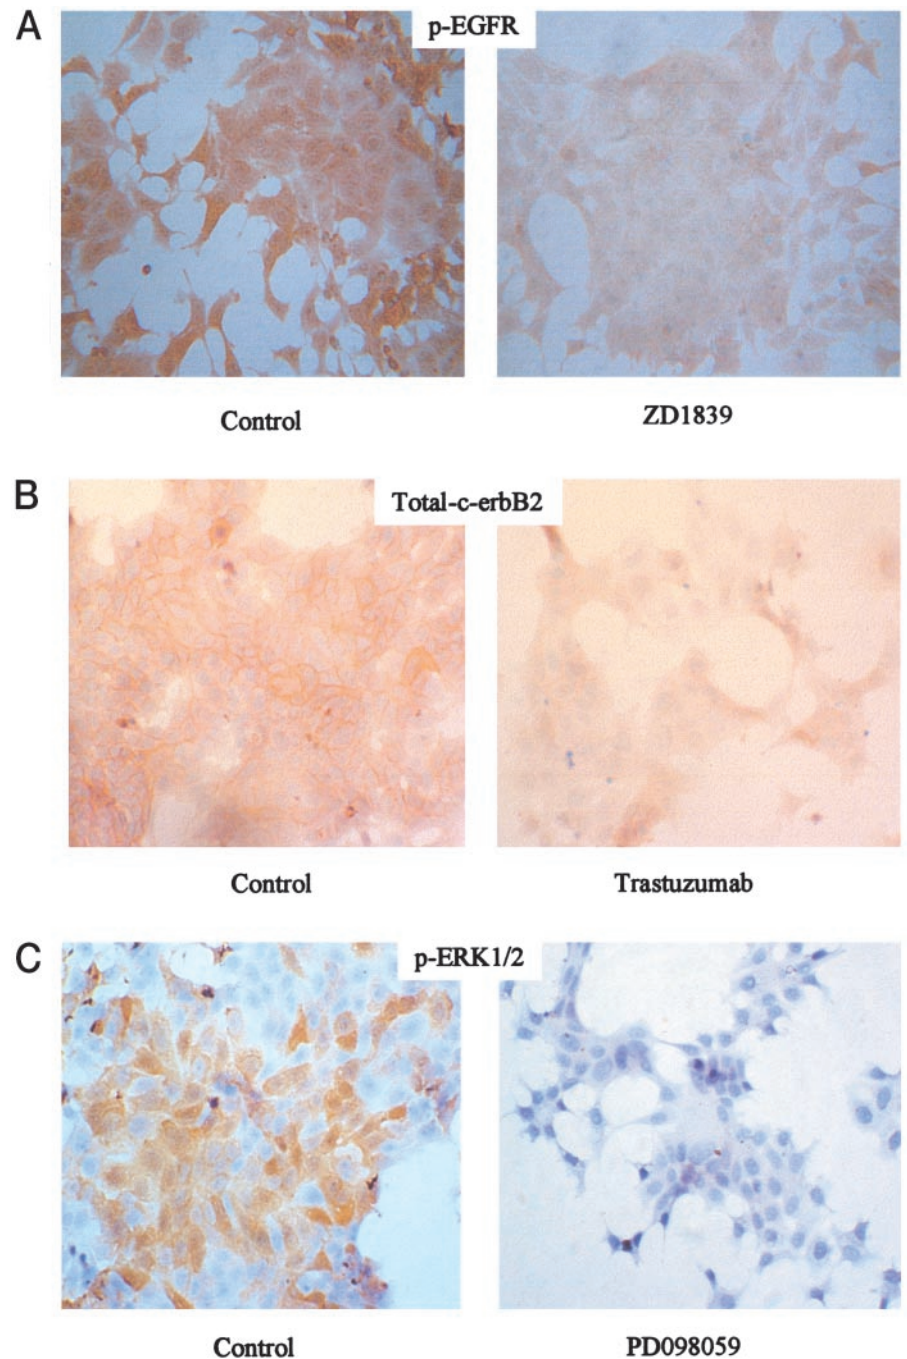 A
p-EGFR
Control
ZD1839
B
Total-c-erbB2
Control
Trastuzumab
C
p-ERK1/2
Control
PD098059